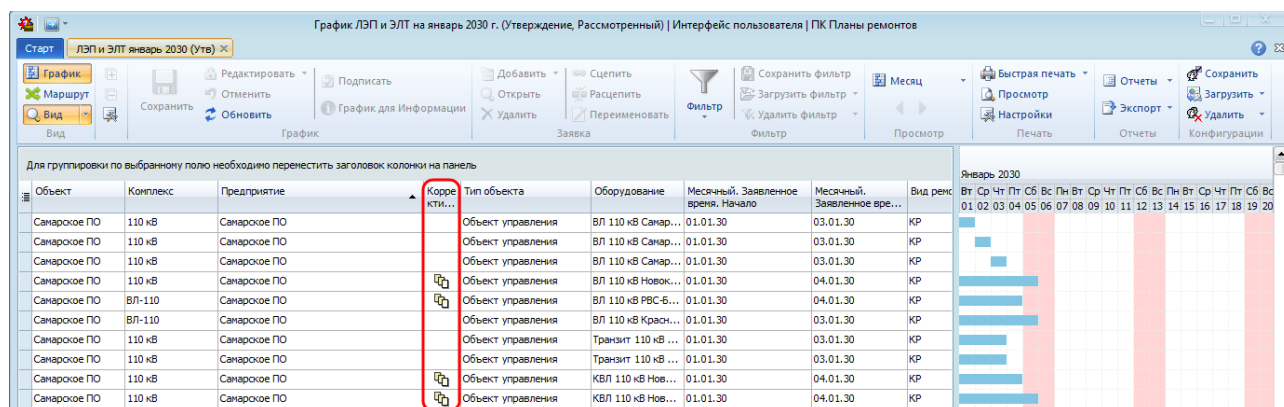 График ЛЭП и ЭЛТ на январь 2030 г. (Утверждение, Рассмотренный) | Интерфейс пользователя | ПК Планы ремонтов
Старт ЛЭП и ЭЛТ январь 2030 (Утв)
График Редактировать Подписать Добавить Сцепить Сохранить фильтр Месяц Быстрая печать Отчеты Сохранить
Маршрут Сохранить Отменить График для Информации Открыть Расцепить Фильтр Загрузить фильтр Просмотр Экспорт Загрузить
Вид Обновить Удалить Переименовать Удалить фильтр Настройки Удалить
Вид График Заявка Фильтр Просмотр Печать Отчеты Конфигурации
Для группировки по выбранному полю необходимо переместить заголовок колонки на панель
Январь 2030
Объект Комплекс Предприятие Корре кти... Тип объекта Оборудование Месячный. Заявленное время. Начало Месячный. Заявленное вре... Вид ремо
Вт Ср Чт Пт Сб Вс Пн Вт Ср Чт Пт Сб Вс Пн Вт Ср Чт Пт Сб Вс
01 02 03 04 05 06 07 08 09 10 11 12 13 14 15 16 17 18 19 20
Самарское ПО 110 кВ Самарское ПО Объект управления ВЛ 110 кВ Самар... 01.01.30 03.01.30 КР
Самарское ПО 110 кВ Самарское ПО Объект управления ВЛ 110 кВ Самар... 01.01.30 03.01.30 КР
Самарское ПО 110 кВ Самарское ПО Объект управления ВЛ 110 кВ Самар... 01.01.30 03.01.30 КР
Самарское ПО 110 кВ Самарское ПО Объект управления ВЛ 110 кВ Новок... 01.01.30 04.01.30 КР
Самарское ПО ВЛ-110 Самарское ПО Объект управления ВЛ 110 кВ РВС-Б... 01.01.30 04.01.30 КР
Самарское ПО ВЛ-110 Самарское ПО Объект управления ВЛ 110 кВ Красн... 01.01.30 03.01.30 КР
Самарское ПО 110 кВ Самарское ПО Объект управления Транзит 110 кВ ... 01.01.30 03.01.30 КР
Самарское ПО 110 кВ Самарское ПО Объект управления Транзит 110 кВ ... 01.01.30 03.01.30 КР
Самарское ПО 110 кВ Самарское ПО Объект управления КВЛ 110 кВ Нов... 01.01.30 04.01.30 КР
Самарское ПО 110 кВ Самарское ПО Объект управления КВЛ 110 кВ Нов... 01.01.30 04.01.30 КР